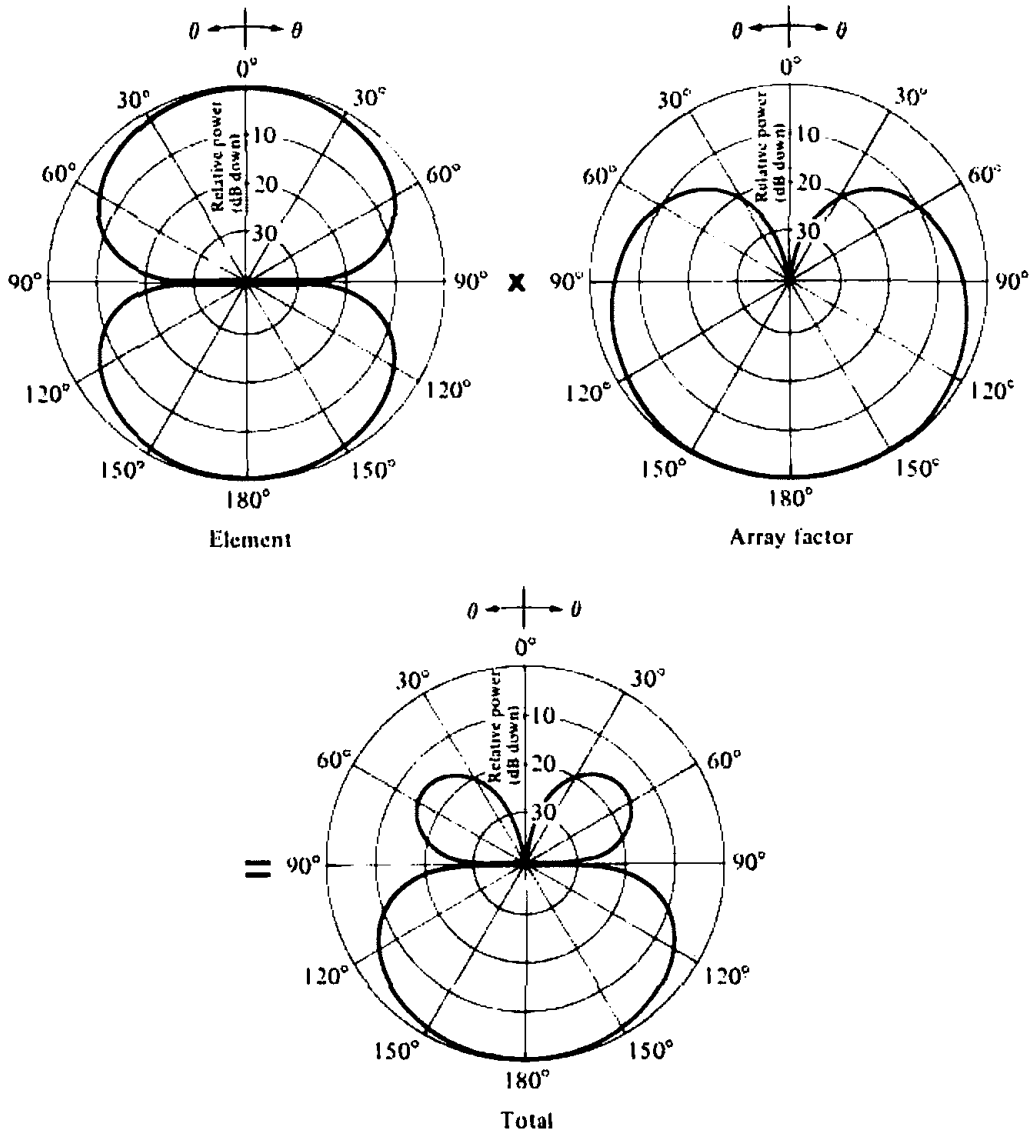 θ θ
0°
30° 30°
60° 60°
90° 90°
120° 120°
150° 150°
180°
Relative power
(dB down)
10
20
30
Element
x
θ θ
0°
30° 30°
60° 60°
90° 90°
120° 120°
150° 150°
180°
Relative power
(dB down)
10
20
30
Array factor
=
θ θ
0°
30° 30°
60° 60°
90° 90°
120° 120°
150° 150°
180°
Relative power
(dB down)
10
20
30
Total